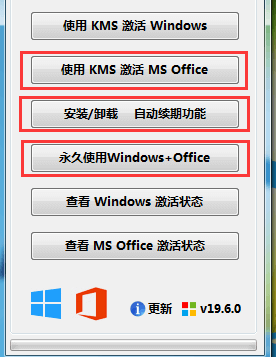 使用 KMS 激活 Windows
使用 KMS 激活 MS Office
安装/卸载 自动续期功能
永久使用Windows+Office
查看 Windows 激活状态
查看 MS Office 激活状态
更新 v19.6.0